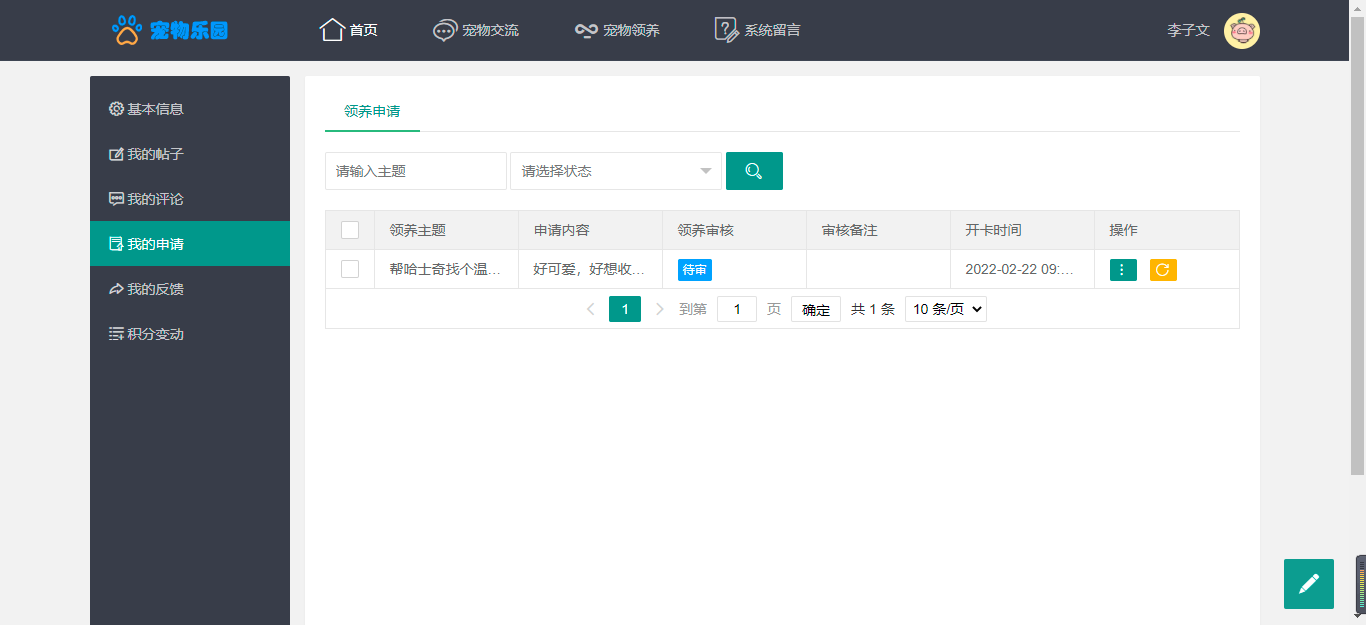 宠物乐园 首页 宠物交流 宠物领养 系统留言 李子文
基本信息
我的帖子
我的评论
我的申请
我的反馈
积分变动
领养申请
请输入主题 请选择状态
领养主题 申请内容 领养审核 审核备注 开卡时间 操作
帮哈士奇找个温... 好可爱，好想收... 待审 2022-02-22 09:...
1 到第 1 页 确定 共 1 条 10 条/页